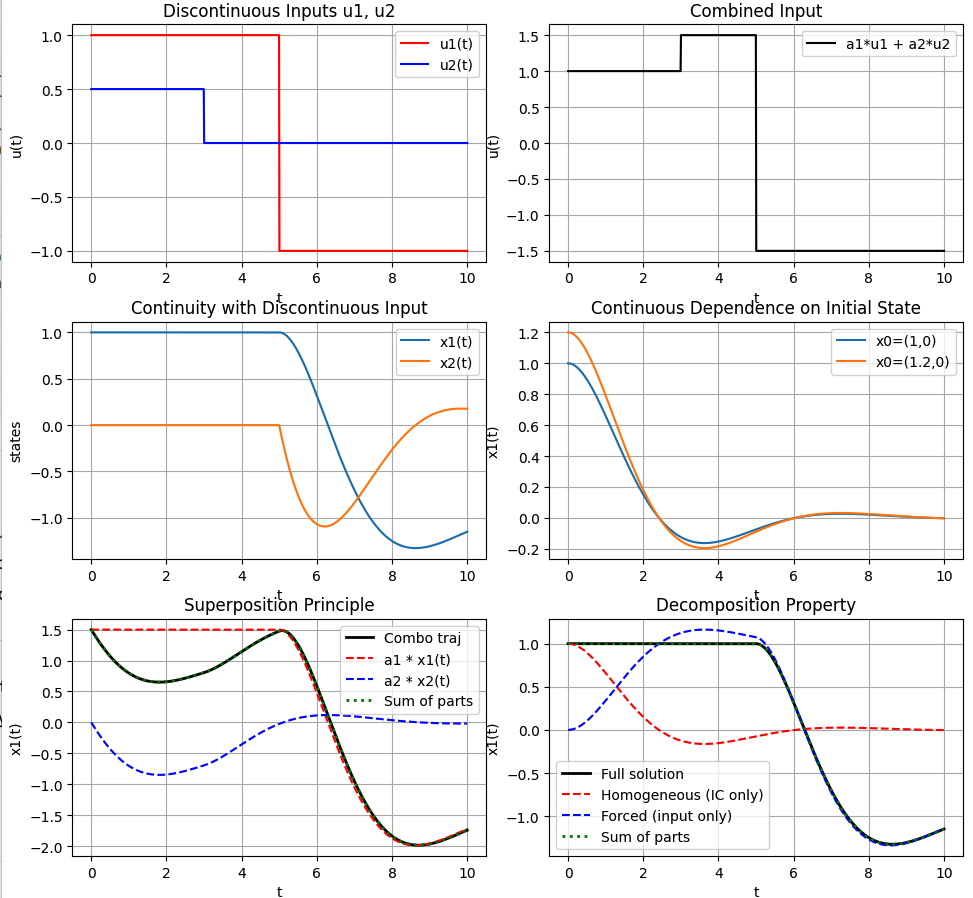 Discontinuous Inputs u1, u2
1.0
0.5
0.0
−0.5
−1.0
u(t)
u1(t)
u2(t)
0 2 4 6 8 10
t
Combined Input
1.5
1.0
0.5
0.0
−0.5
−1.0
−1.5
u(t)
a1*u1 + a2*u2
0 2 4 6 8 10
t
Continuity with Discontinuous Input
1.0
0.5
0.0
−0.5
−1.0
states
x1(t)
x2(t)
0 2 4 6 8 10
t
Continuous Dependence on Initial State
1.2
1.0
0.8
0.6
0.4
0.2
0.0
−0.2
x1(t)
x0=(1,0)
x0=(1.2,0)
0 2 4 6 8 10
t
Superposition Principle
1.5
1.0
0.5
0.0
−0.5
−1.0
−1.5
−2.0
x1(t)
Combo traj
a1 * x1(t)
a2 * x2(t)
Sum of parts
0 2 4 6 8 10
t
Decomposition Property
1.0
0.5
0.0
−0.5
−1.0
x1(t)
Full solution
Homogeneous (IC only)
Forced (input only)
Sum of parts
0 2 4 6 8 10
t